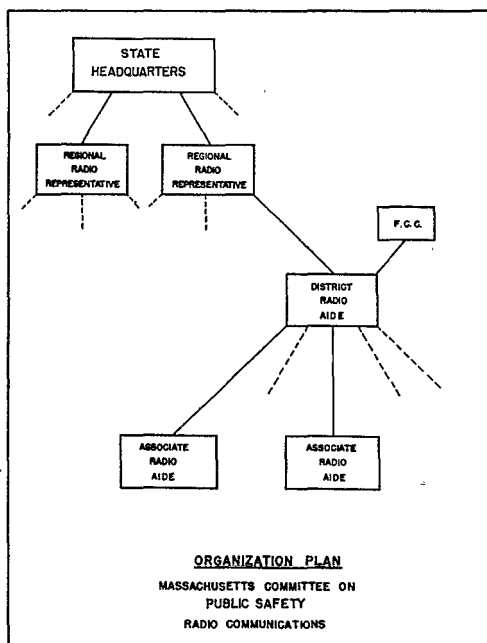 STATE
HEADQUARTERS
REGIONAL
RADIO
REPRESENTATIVE
REGIONAL
RADIO
REPRESENTATIVE
F.C.C.
DISTRICT
RADIO
AIDE
ASSOCIATE
RADIO
AIDE
ASSOCIATE
RADIO
AIDE
ORGANIZATION PLAN
MASSACHUSETTS COMMITTEE ON
PUBLIC SAFETY
RADIO COMMUNICATIONS